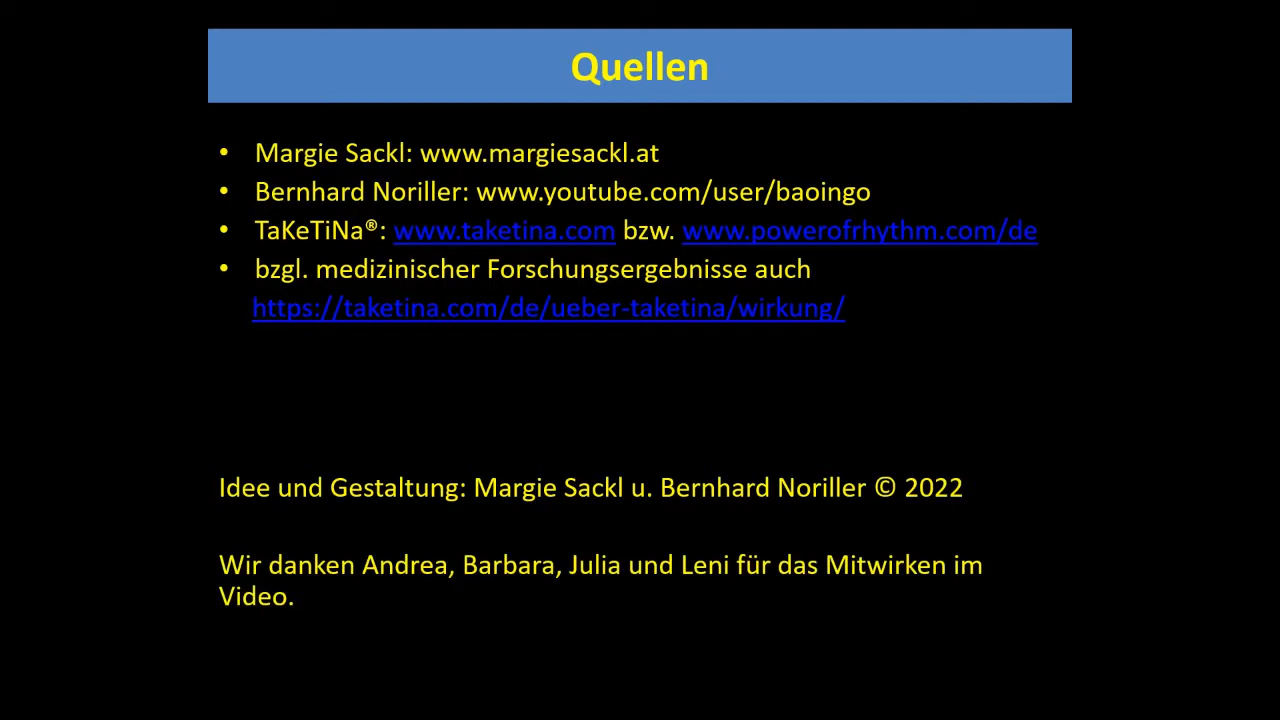 Quellen
• Margie Sackl: www.margiesackl.at
• Bernhard Noriller: www.youtube.com/user/baoingo
• TaKeTiNa®: www.taketina.com bzw. www.powerofrhythm.com/de
• bzgl. medizinischer Forschungsergebnisse auch
https://taketina.com/de/ueber-taketina/wirkung/
Idee und Gestaltung: Margie Sackl u. Bernhard Noriller © 2022
Wir danken Andrea, Barbara, Julia und Leni für das Mitwirken im
Video.